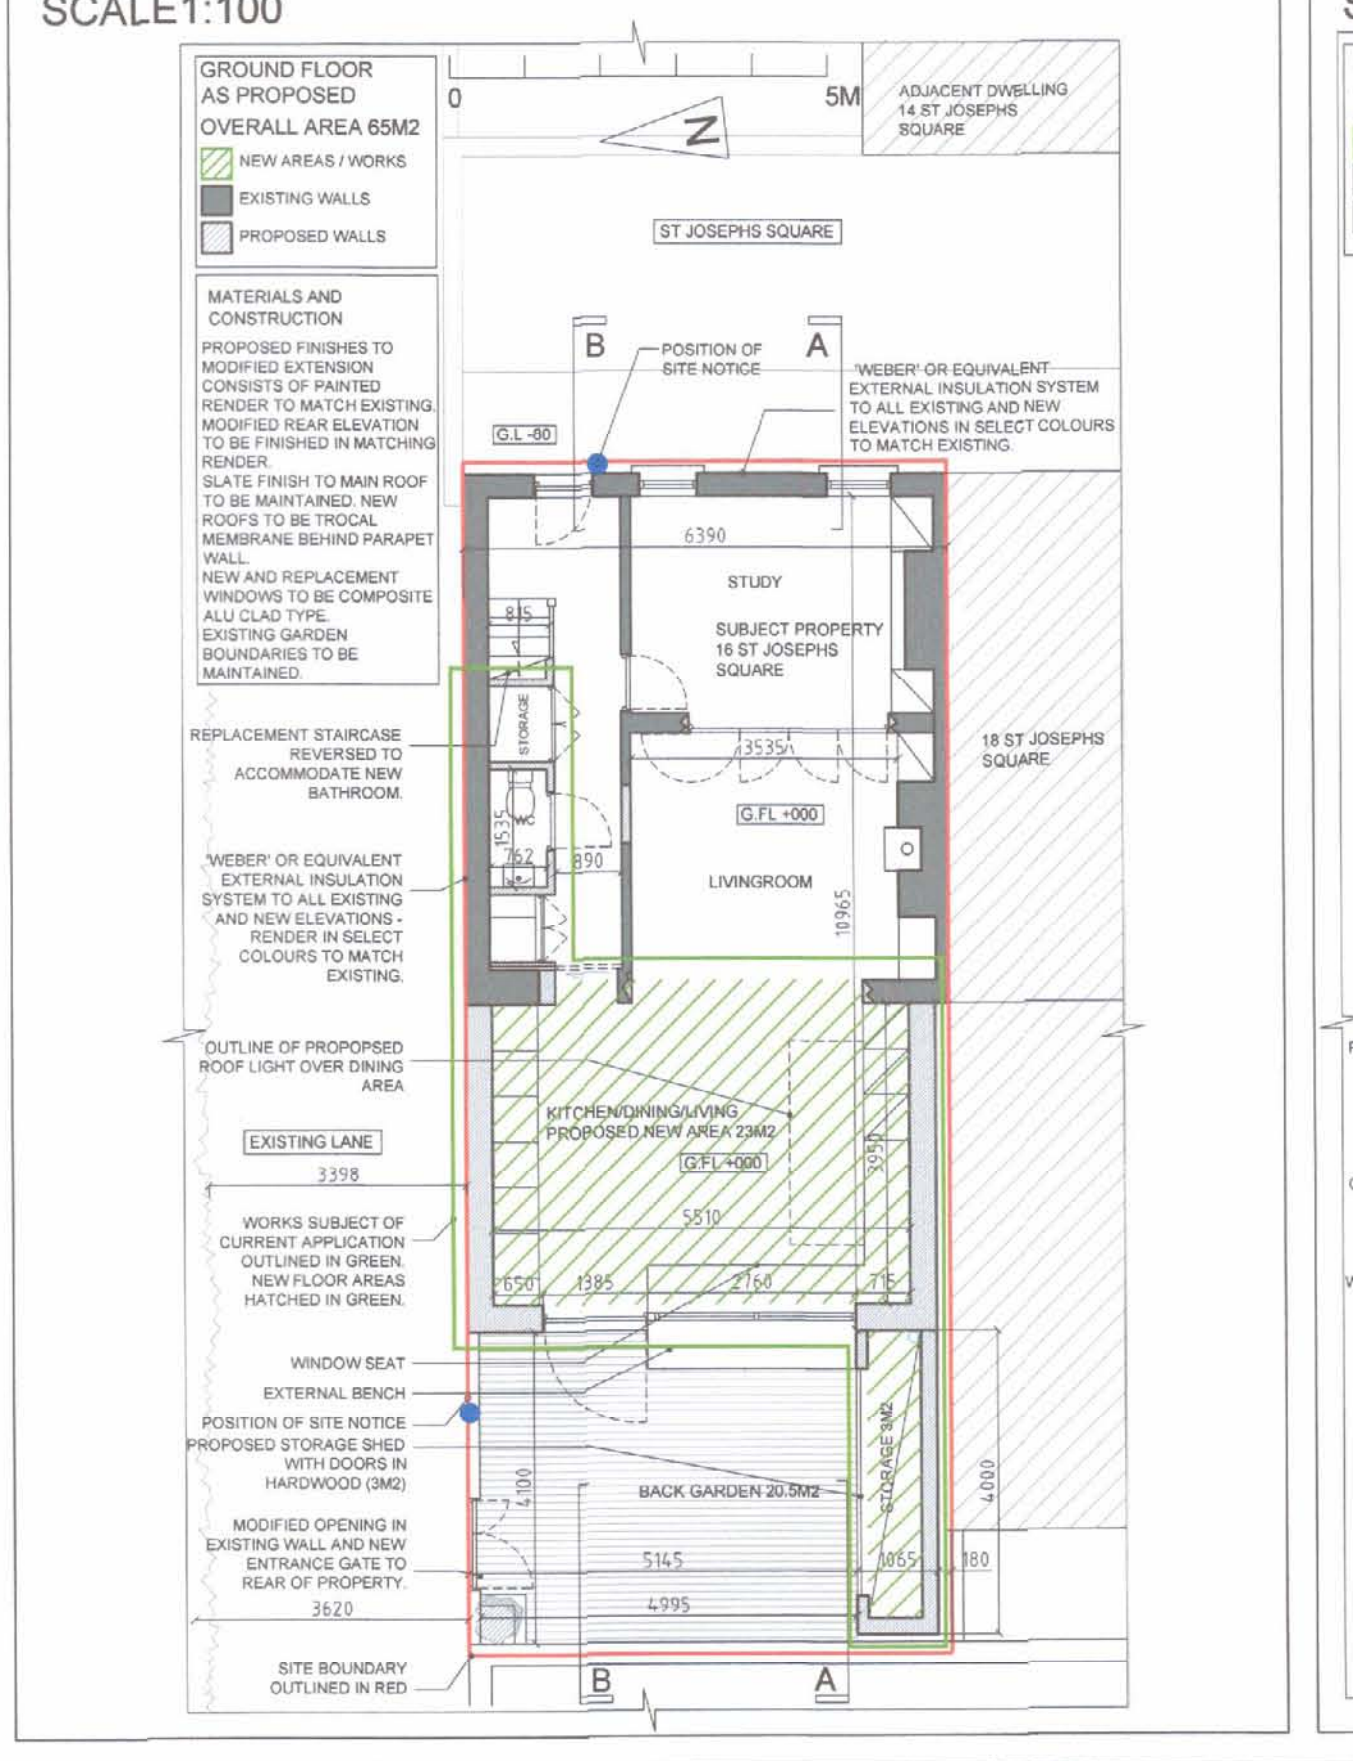 SCALE1:100
GROUND FLOOR
AS PROPOSED
OVERALL AREA 65M2
NEW AREAS / WORKS
EXISTING WALLS
PROPOSED WALLS
0
5M
N
ADJACENT DWELLING
14 ST JOSEPHS
SQUARE
ST JOSEPHS SQUARE
MATERIALS AND
CONSTRUCTION
PROPOSED FINISHES TO
MODIFIED EXTENSION
CONSISTS OF PAINTED
RENDER TO MATCH EXISTING.
MODIFIED REAR ELEVATION
TO BE FINISHED IN MATCHING
RENDER.
SLATE FINISH TO MAIN ROOF
TO BE MAINTAINED. NEW
ROOFS TO BE TROCAL
MEMBRANE BEHIND PARAPET
WALL.
NEW AND REPLACEMENT
WINDOWS TO BE COMPOSITE
ALU CLAD TYPE.
EXISTING GARDEN
BOUNDARIES TO BE
MAINTAINED.
B
A
POSITION OF
SITE NOTICE
'WEBER' OR EQUIVALENT
EXTERNAL INSULATION SYSTEM
TO ALL EXISTING AND NEW
ELEVATIONS IN SELECT COLOURS
TO MATCH EXISTING.
G.L -80
6390
STUDY
815
SUBJECT PROPERTY
16 ST JOSEPHS
SQUARE
STORAGE
REPLACEMENT STAIRCASE
REVERSED TO
ACCOMMODATE NEW
BATHROOM.
3535
18 ST JOSEPHS
SQUARE
G.FL +000
WC
1535
762
890
LIVINGROOM
10965
'WEBER' OR EQUIVALENT
EXTERNAL INSULATION
SYSTEM TO ALL EXISTING
AND NEW ELEVATIONS -
RENDER IN SELECT
COLOURS TO MATCH
EXISTING.
OUTLINE OF PROPOPSED
ROOF LIGHT OVER DINING
AREA
KITCHEN/DINING/LIVING
PROPOSED NEW AREA 23M2
G.FL +000
3950
EXISTING LANE
3398
5510
WORKS SUBJECT OF
CURRENT APPLICATION
OUTLINED IN GREEN.
NEW FLOOR AREAS
HATCHED IN GREEN.
650
1385
2760
715
WINDOW SEAT
EXTERNAL BENCH
POSITION OF SITE NOTICE
PROPOSED STORAGE SHED
WITH DOORS IN
HARDWOOD (3M2)
STORAGE 3M2
4100
4000
BACK GARDEN 20.5M2
MODIFIED OPENING IN
EXISTING WALL AND NEW
ENTRANCE GATE TO
REAR OF PROPERTY.
5145
1065
180
3620
4995
SITE BOUNDARY
OUTLINED IN RED
B
A